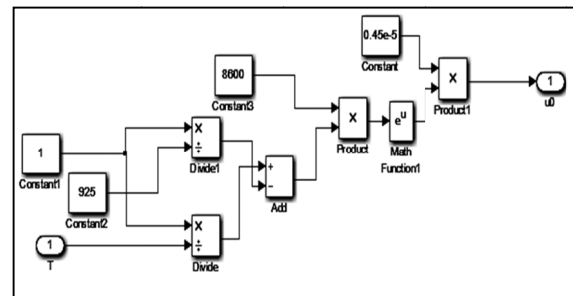 0.45e-5
Constant
8600
Constant3
×
Product1
1
u0
×
Product
e^u
Math
Function1
1
Constant1
×
÷
Divide1
925
Constant2
+
−
Add
×
÷
Divide
1
T